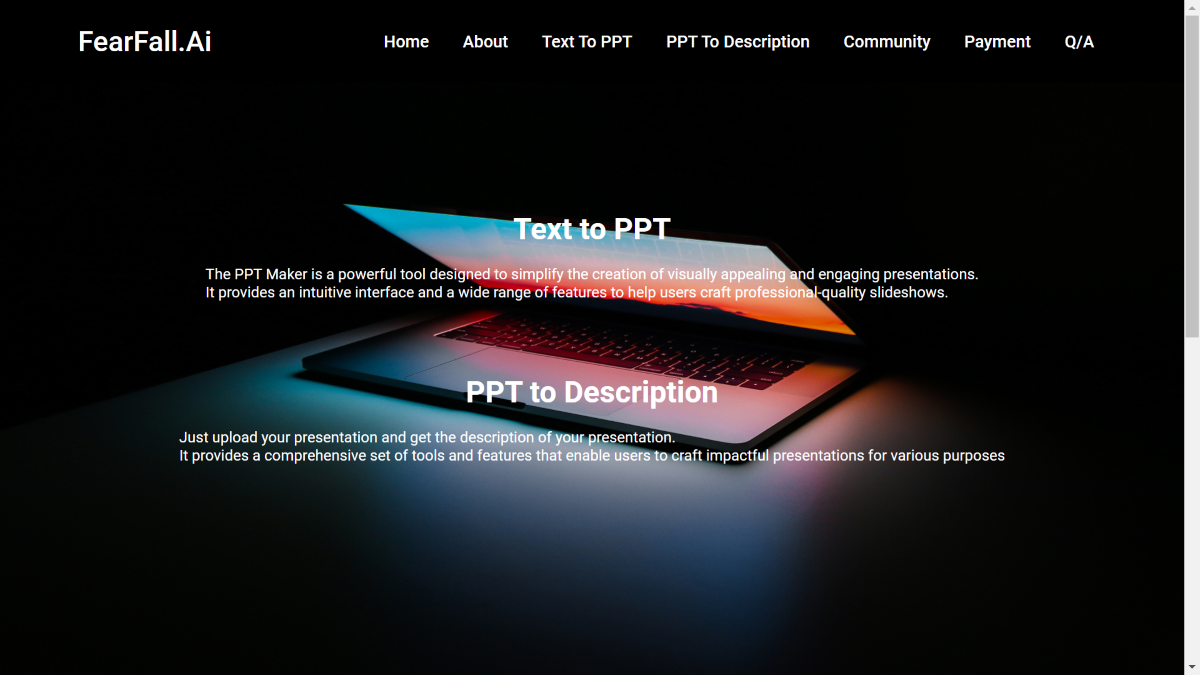 FearFall.Ai
Home About Text To PPT PPT To Description Community Payment Q/A
Text to PPT
The PPT Maker is a powerful tool designed to simplify the creation of visually appealing and engaging presentations.
It provides an intuitive interface and a wide range of features to help users craft professional-quality slideshows.
PPT to Description
Just upload your presentation and get the description of your presentation.
It provides a comprehensive set of tools and features that enable users to craft impactful presentations for various purposes